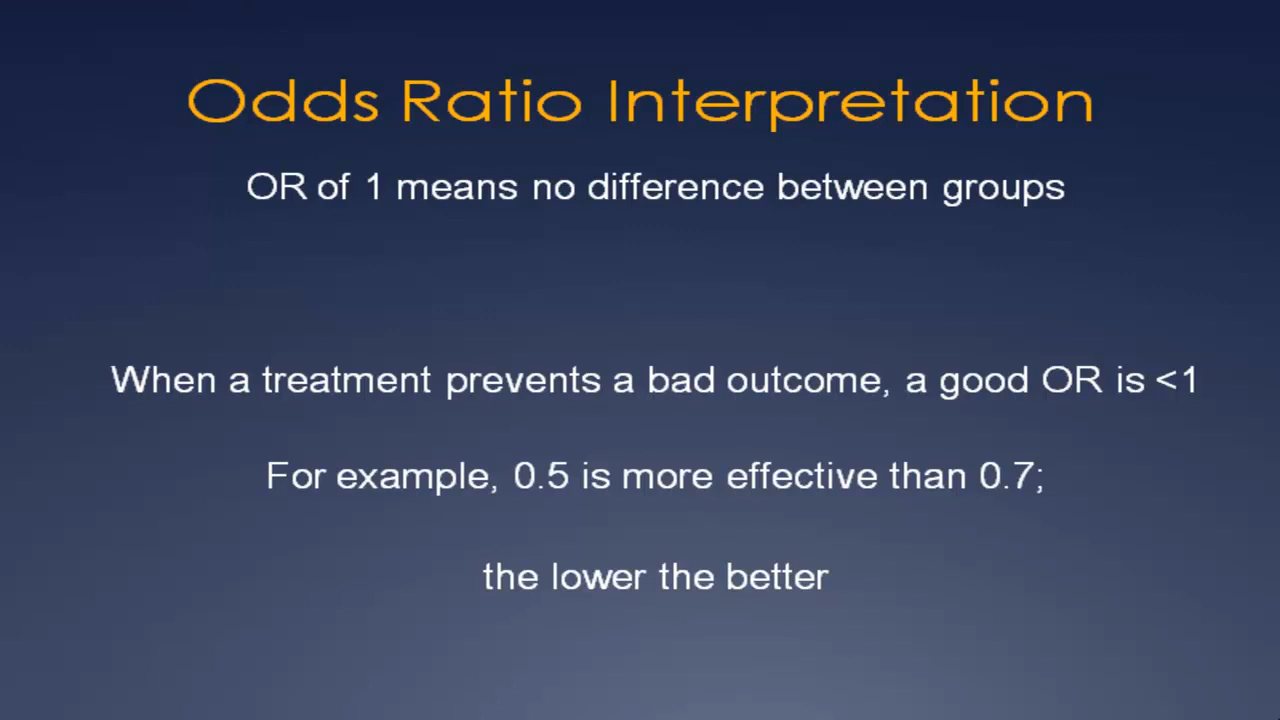 Odds Ratio Interpretation
OR of 1 means no difference between groups
When a treatment prevents a bad outcome, a good OR is <1
For example, 0.5 is more effective than 0.7;
the lower the better